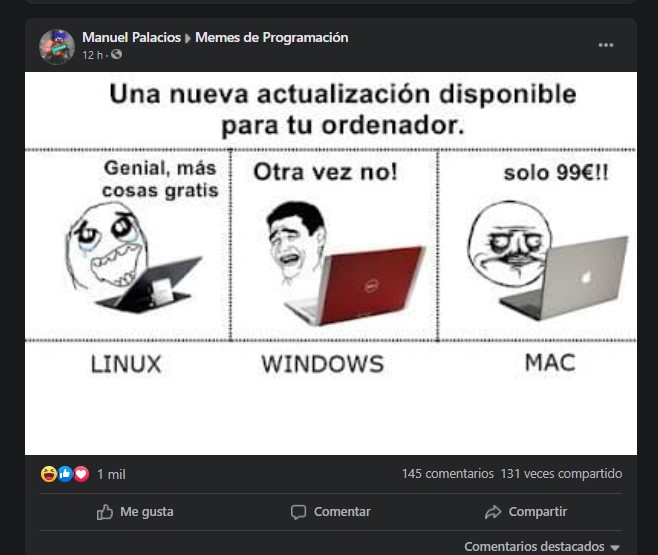 Manuel Palacios ▸ Memes de Programación
12 h ·
Una nueva actualización disponible
para tu ordenador.
Genial, más
cosas gratis
Otra vez no!
solo 99€!!
DELL
LINUX
WINDOWS
MAC
1 mil
145 comentarios 131 veces compartido
Me gusta
Comentar
Compartir
Comentarios destacados